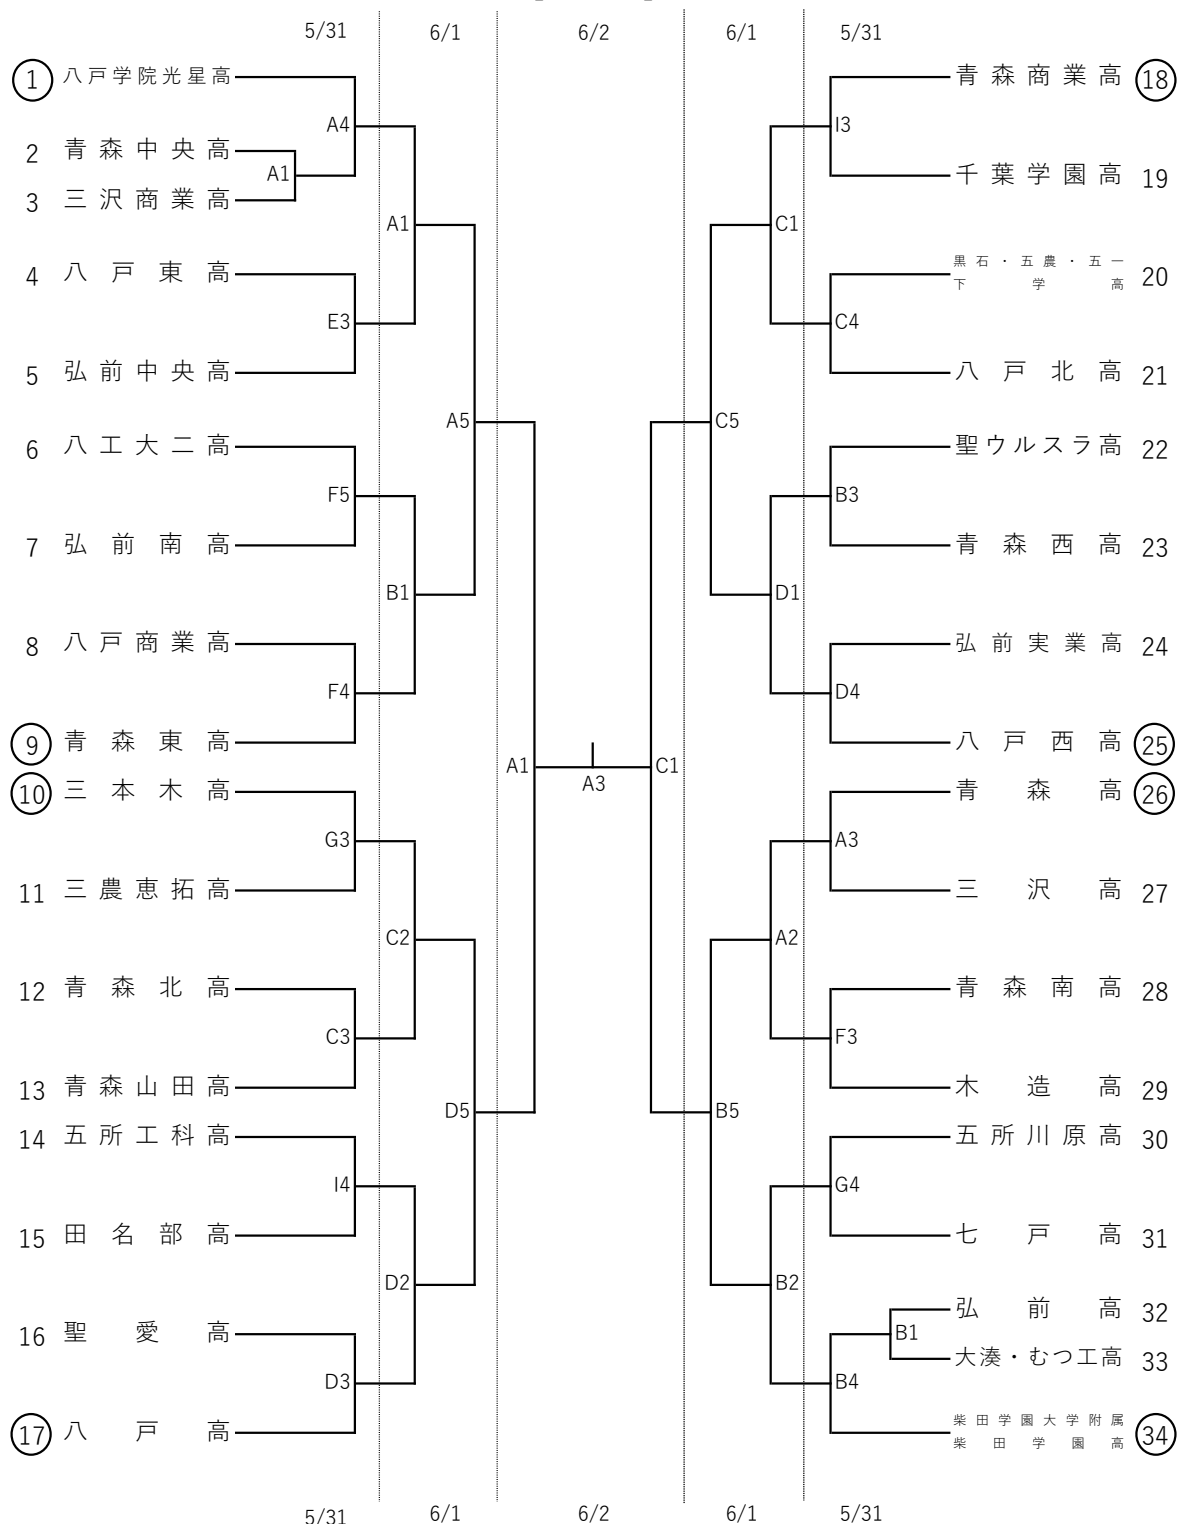 5/31 6/1 6/2 6/1 5/31
1 八戸学院光星高
A4
2 青森中央高
A1
3 三沢商業高
A1
4 八戸東高
E3
5 弘前中央高
A5
6 八工大二高
F5
7 弘前南高
B1
8 八戸商業高
F4
9 青森東高
A1
10 三本木高
G3
11 三農恵拓高
C2
12 青森北高
C3
13 青森山田高
D5
14 五所工科高
I4
15 田名部高
D2
16 聖愛高
D3
17 八戸高
A3
青森商業高 18
I3
千葉学園高 19
C1
黒石・五農・五一
下学高 20
C4
八戸北高 21
C5
聖ウルスラ高 22
B3
青森西高 23
D1
弘前実業高 24
D4
八戸西高 25
C1
青森高 26
A3
三沢高 27
A2
青森南高 28
F3
木造高 29
B5
五所川原高 30
G4
七戸高 31
B2
弘前高 32
B1
大湊・むつ工高 33
B4
柴田学園大学附属
柴田学園高 34
5/31 6/1 6/2 6/1 5/31